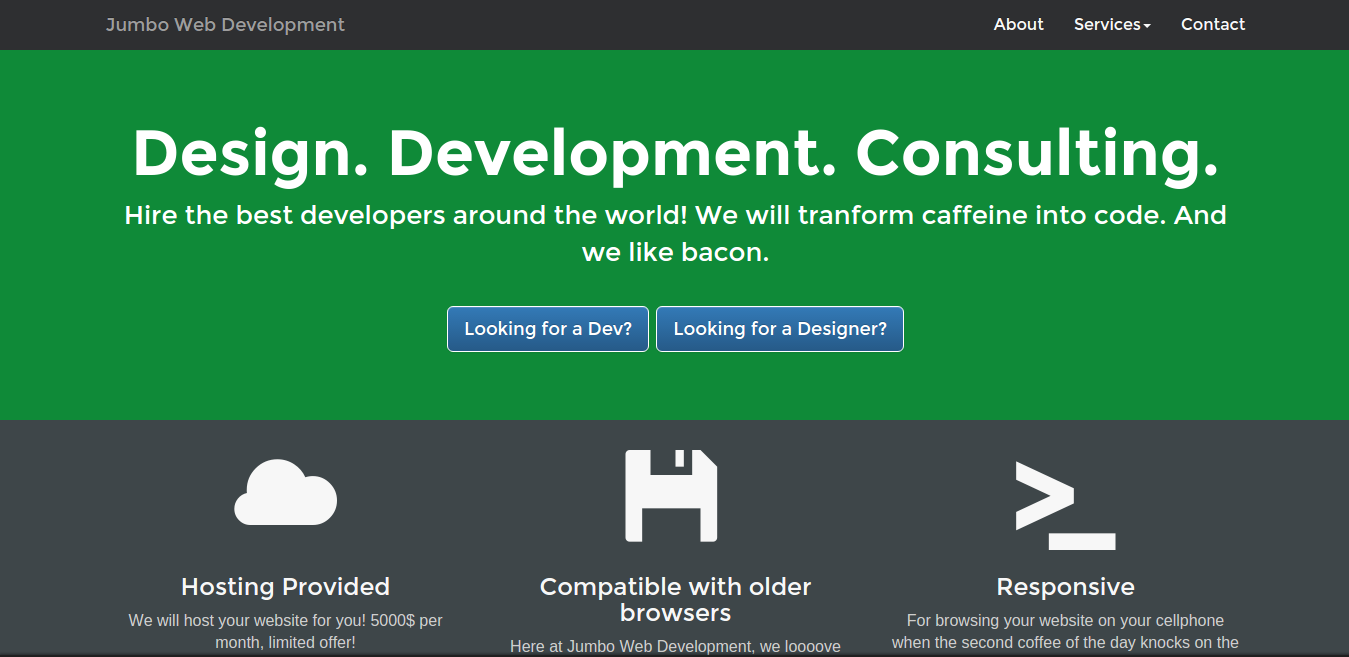 Jumbo Web Development About Services Contact
Design. Development. Consulting.
Hire the best developers around the world! We will tranform caffeine into code. And
we like bacon.
Looking for a Dev? Looking for a Designer?
Hosting Provided
We will host your website for you! 5000$ per
month, limited offer!
Compatible with older
browsers
Here at Jumbo Web Development, we loooove
Responsive
For browsing your website on your cellphone
when the second coffee of the day knocks on the